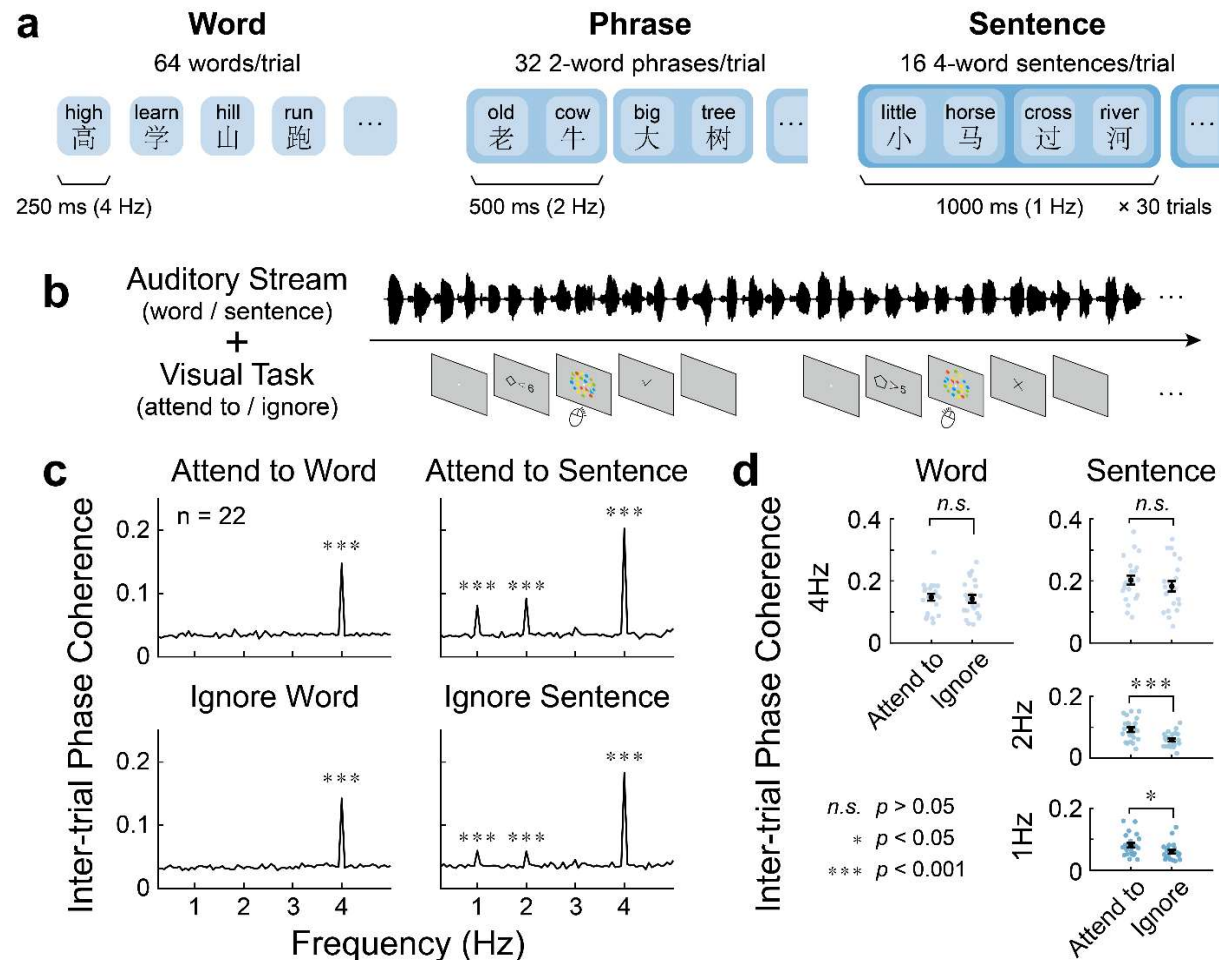 a
Word
Phrase
Sentence
64 words/trial
32 2-word phrases/trial
16 4-word sentences/trial
high learn hill run ...
高 学 山 跑
old cow big tree ...
老 牛 大 树
little horse cross river ...
小 马 过 河
250 ms (4 Hz)
500 ms (2 Hz)
1000 ms (1 Hz) × 30 trials
b
Auditory Stream
(word / sentence)
+
Visual Task
(attend to / ignore)
...
<6
>5
...
c
Attend to Word
Attend to Sentence
Inter-trial Phase Coherence
n = 22
0.2
0.1
0
***
*** *** ***
Ignore Word
Ignore Sentence
0.2
0.1
0
***
*** *** ***
1 2 3 4
1 2 3 4
Frequency (Hz)
d
Word
Sentence
Inter-trial Phase Coherence
4Hz
0.4
0.2
0
n.s.
Attend to
Ignore
0.4
0.2
0
n.s.
2Hz
0.2
0
***
1Hz
0.2
0
*
Attend to
Ignore
n.s. p > 0.05
* p < 0.05
*** p < 0.001